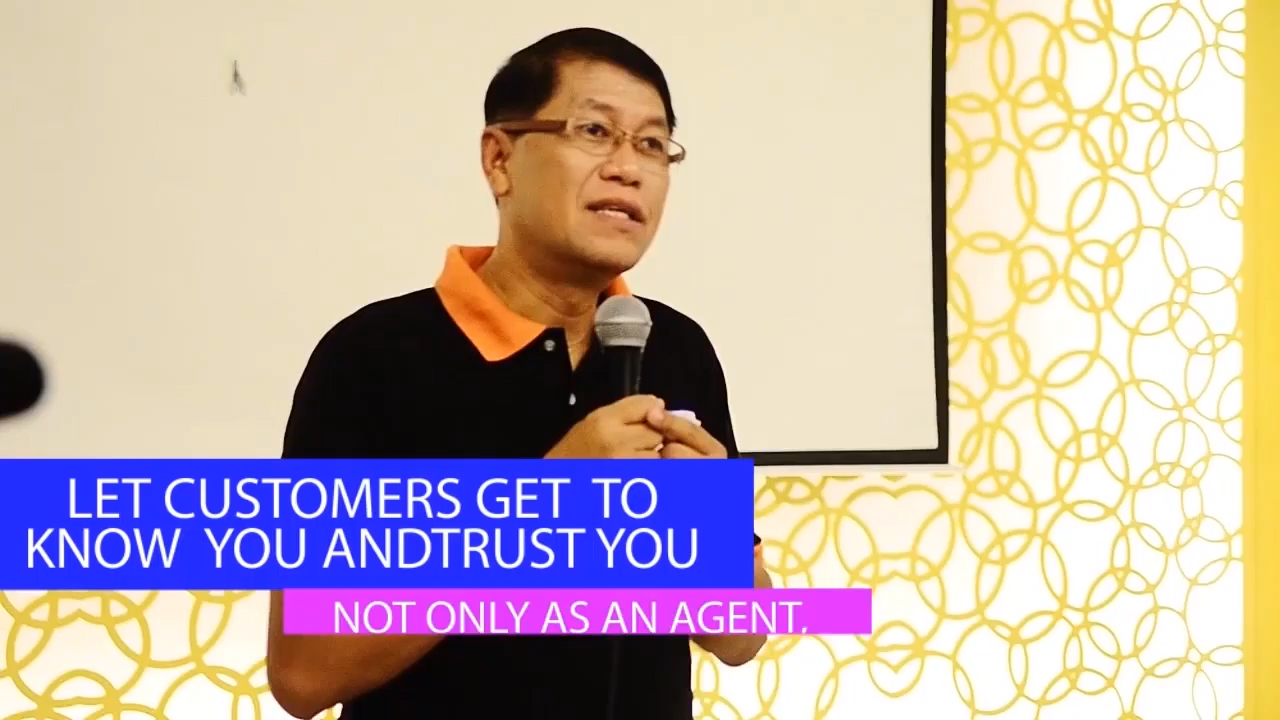 LET CUSTOMERS GET TO
KNOW YOU ANDTRUST YOU
NOT ONLY AS AN AGENT,